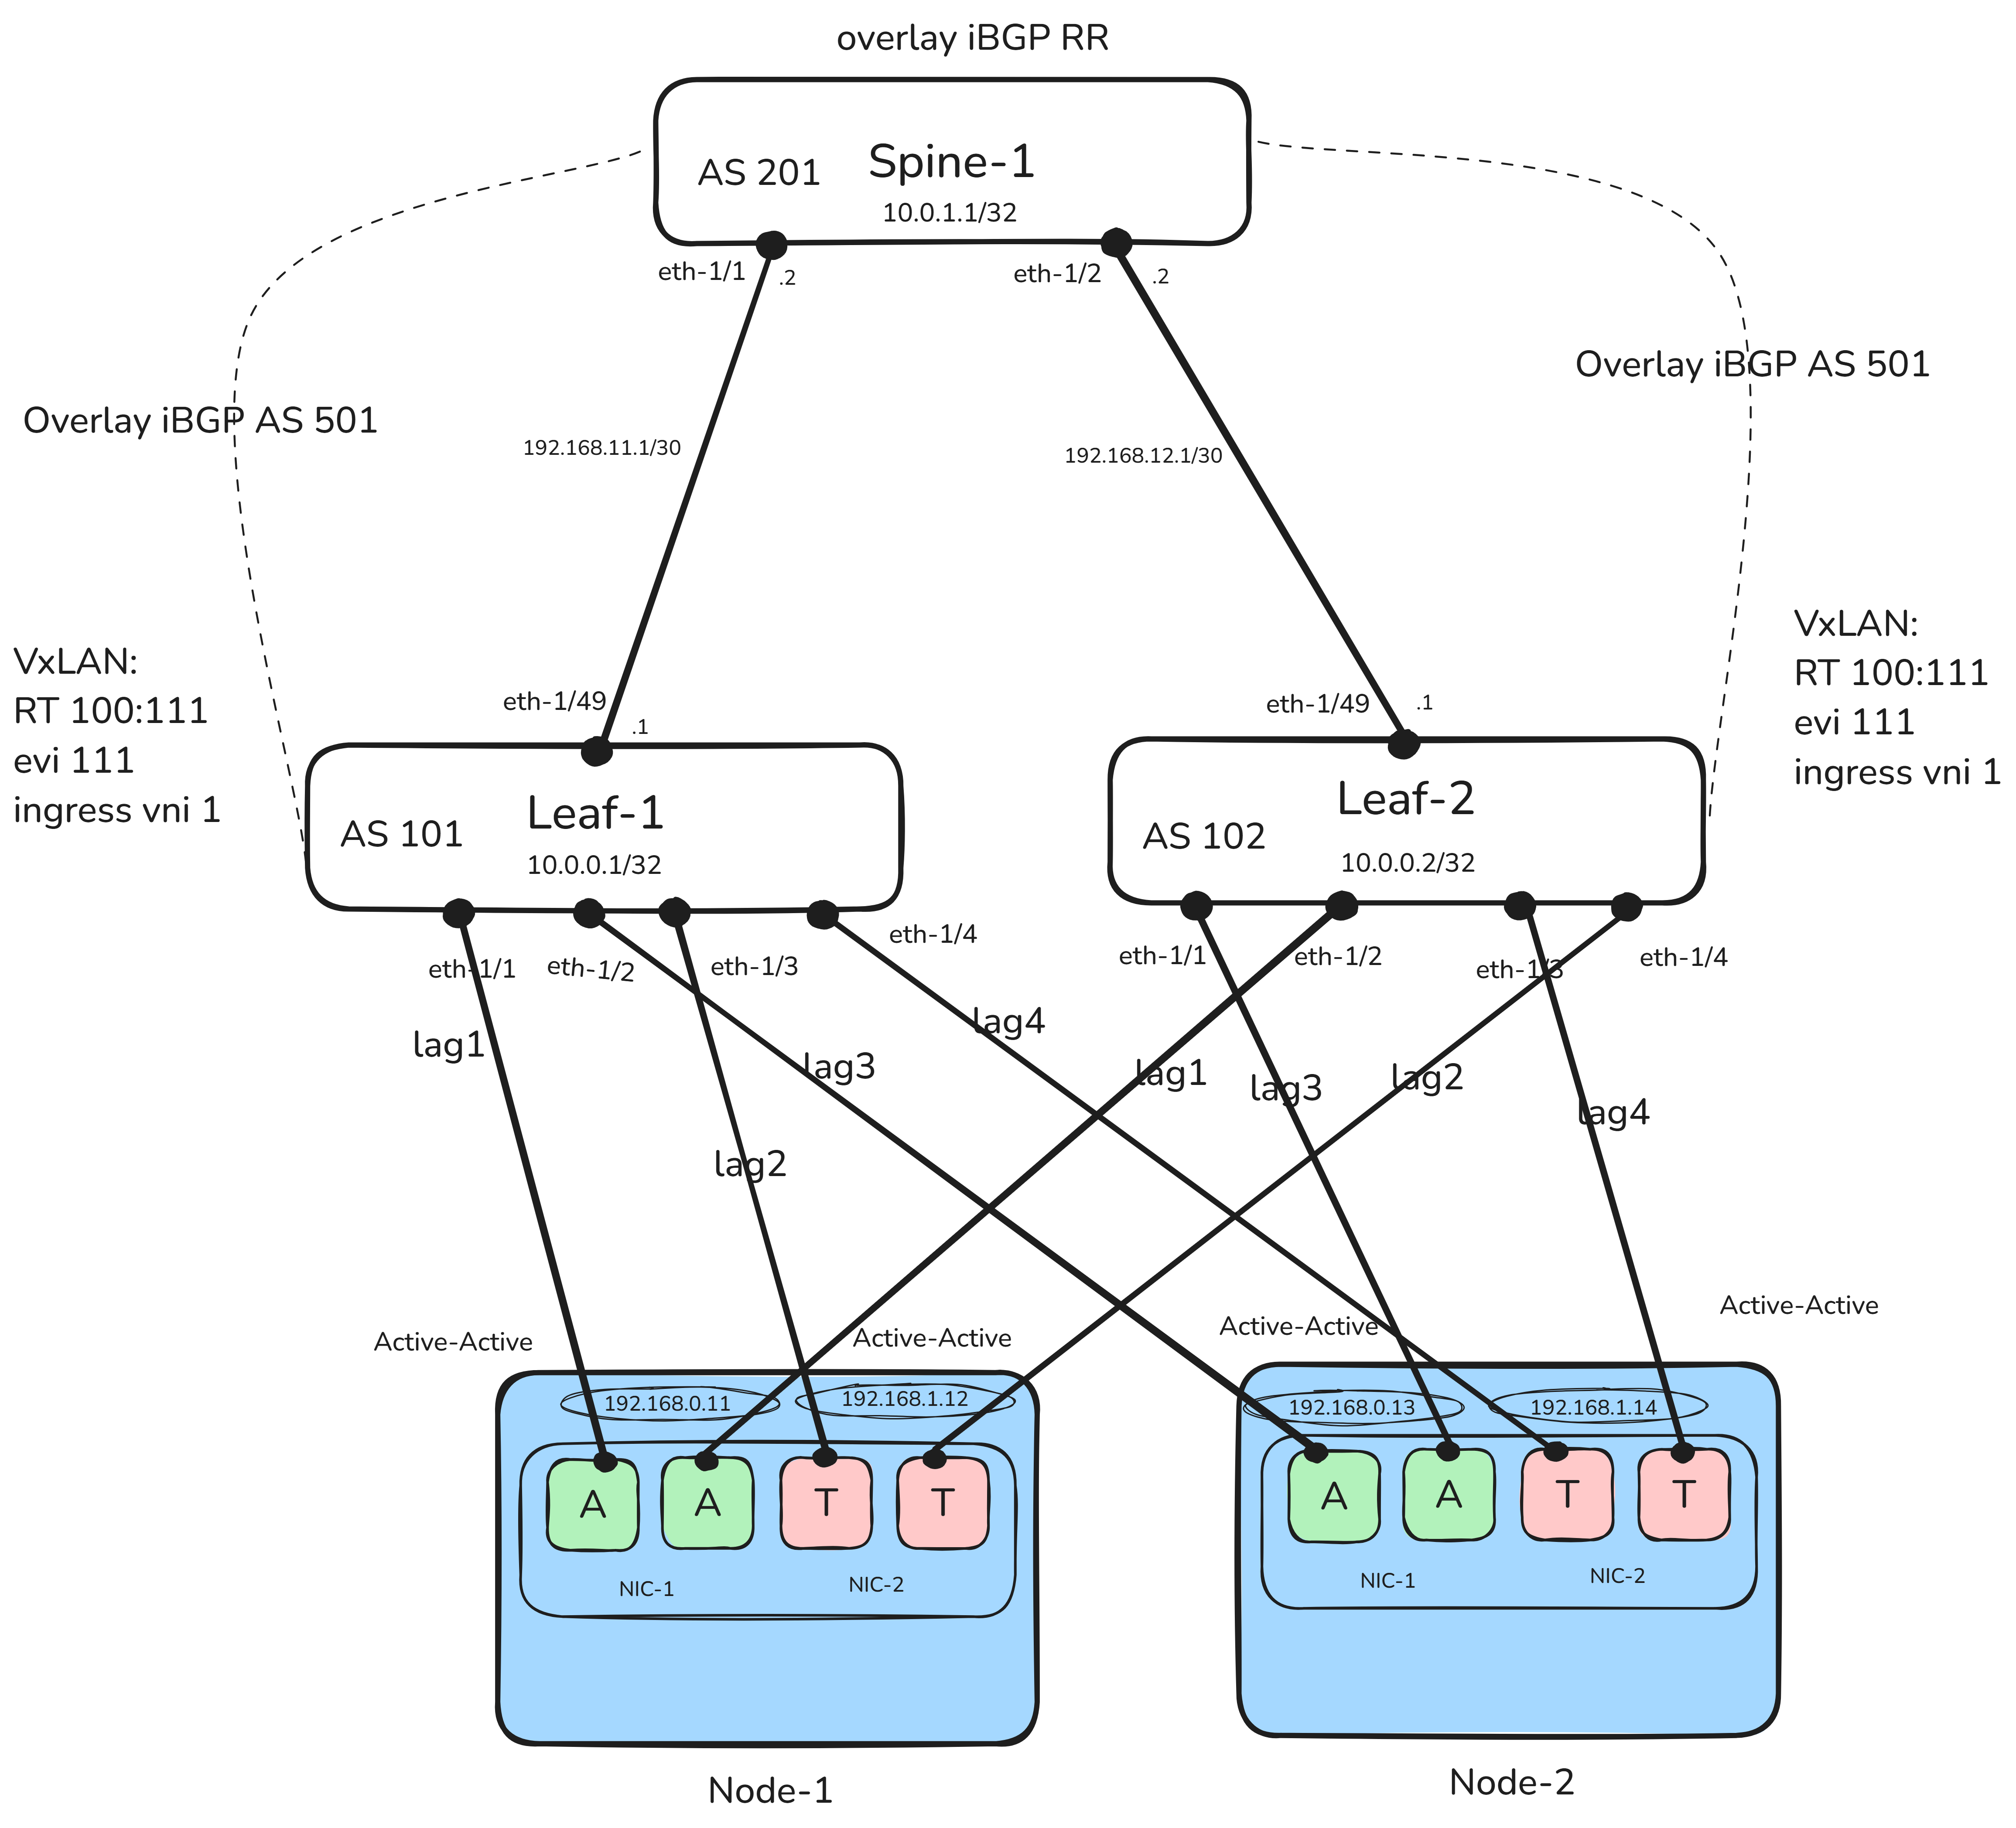 overlay iBGP RR
AS 201
Spine-1
10.0.1.1/32
eth-1/1
.2
eth-1/2
.2
Overlay iBGP AS 501
Overlay iBGP AS 501
192.168.11.1/30
192.168.12.1/30
VxLAN:
RT 100:111
evi 111
ingress vni 1
VxLAN:
RT 100:111
evi 111
ingress vni 1
eth-1/49
.1
eth-1/49
.1
AS 101
Leaf-1
10.0.0.1/32
AS 102
Leaf-2
10.0.0.2/32
eth-1/1
eth-1/2
eth-1/3
eth-1/4
eth-1/1
eth-1/2
eth-1/3
eth-1/4
lag1
lag3
lag4
lag1
lag3
lag2
lag4
lag2
Active-Active
Active-Active
Active-Active
Active-Active
192.168.0.11
192.168.1.12
192.168.0.13
192.168.1.14
A
A
T
T
A
A
T
T
NIC-1
NIC-2
NIC-1
NIC-2
Node-1
Node-2